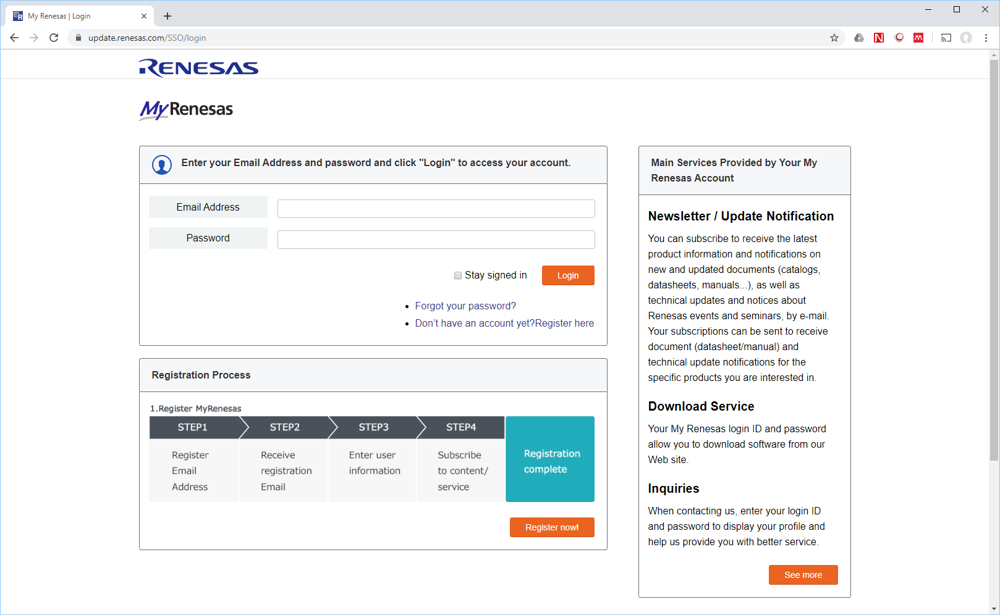 My Renesas | Login
update.renesas.com/SSO/login
RENESAS
MyRenesas
Enter your Email Address and password and click "Login" to access your account.
Email Address
Password
Stay signed in
Login
Forgot your password?
Don’t have an account yet?Register here
Registration Process
1.Register MyRenesas
STEP1
STEP2
STEP3
STEP4
Register
Email
Address
Receive
registration
Email
Enter user
information
Subscribe
to content/
service
Registration
complete
Register now!
Main Services Provided by Your My
Renesas Account
Newsletter / Update Notification
You can subscribe to receive the latest
product information and notifications on
new and updated documents (catalogs,
datasheets, manuals...), as well as
technical updates and notices about
Renesas events and seminars, by e-mail.
Your subscriptions can be sent to receive
document (datasheet/manual) and
technical update notifications for the
specific products you are interested in.
Download Service
Your My Renesas login ID and password
allow you to download software from our
Web site.
Inquiries
When contacting us, enter your login ID
and password to display your profile and
help us provide you with better service.
See more